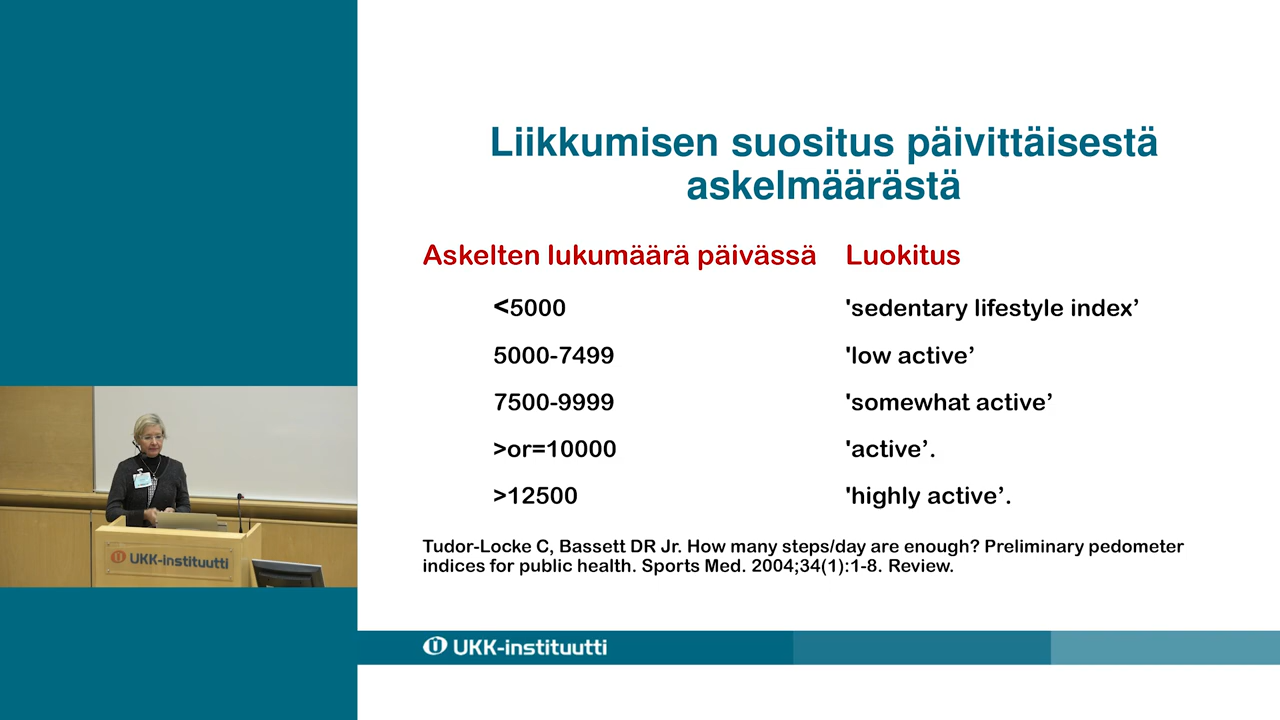 Liikkumisen suositus päivittäisestä
askelmäärästä
Askelten lukumäärä päivässä Luokitus
<5000 'sedentary lifestyle index’
5000-7499 'low active’
7500-9999 'somewhat active’
>or=10000 'active’.
>12500 'highly active’.
Tudor-Locke C, Bassett DR Jr. How many steps/day are enough? Preliminary pedometer
indices for public health. Sports Med. 2004;34(1):1-8. Review.
UKK-instituutti
UKK-instituutti